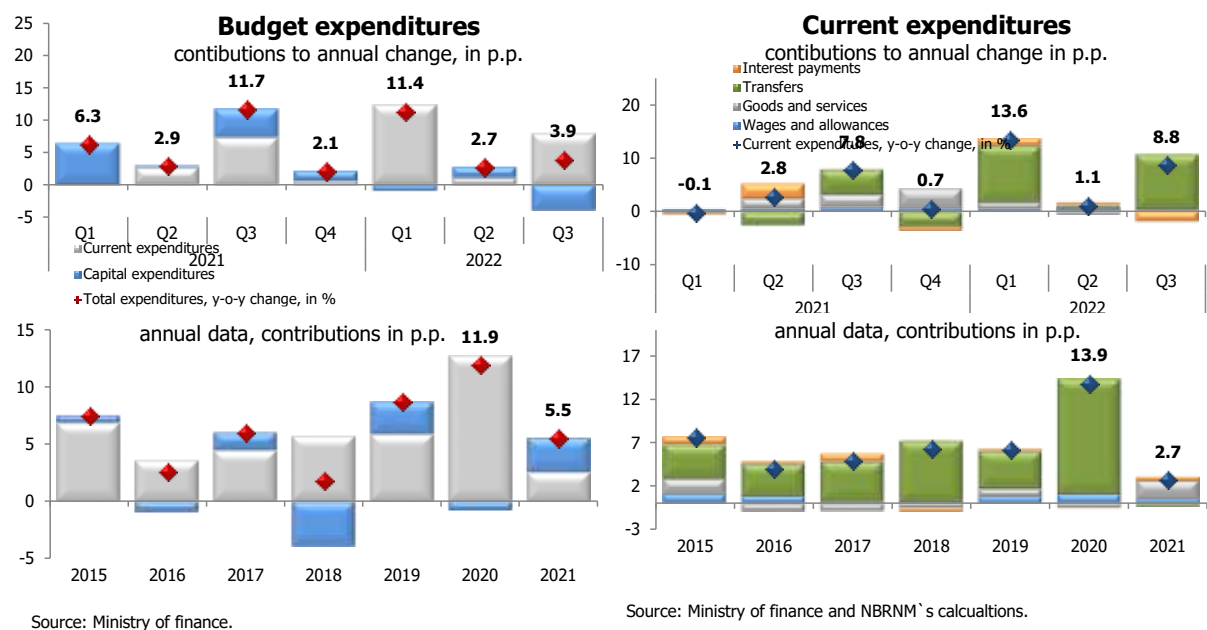 Budget expenditures
contibutions to annual change, in p.p.
25
20
15
10
5
0
-5
6.3
2.9
11.7
2.1
11.4
2.7
3.9
Q1
Q2
Q3
Q4
Q1
Q2
Q3
2021
2022
Current expenditures
Capital expenditures
Total expenditures, y-o-y change, in %
annual data, contributions in p.p.
15
10
5
0
-5
11.9
5.5
2015
2016
2017
2018
2019
2020
2021
Source: Ministry of finance.
Current expenditures
contibutions to annual change in p.p.
Interest payments
Transfers
Goods and services
Wages and allowances
Current expenditures, y-o-y change, in %
20
10
0
-10
-0.1
2.8
7.8
0.7
13.6
1.1
8.8
Q1
Q2
Q3
Q4
Q1
Q2
Q3
2021
2022
annual data, contributions in p.p.
17
12
7
2
-3
13.9
2.7
2015
2016
2017
2018
2019
2020
2021
Source: Ministry of finance and NBRNM`s calcualtions.